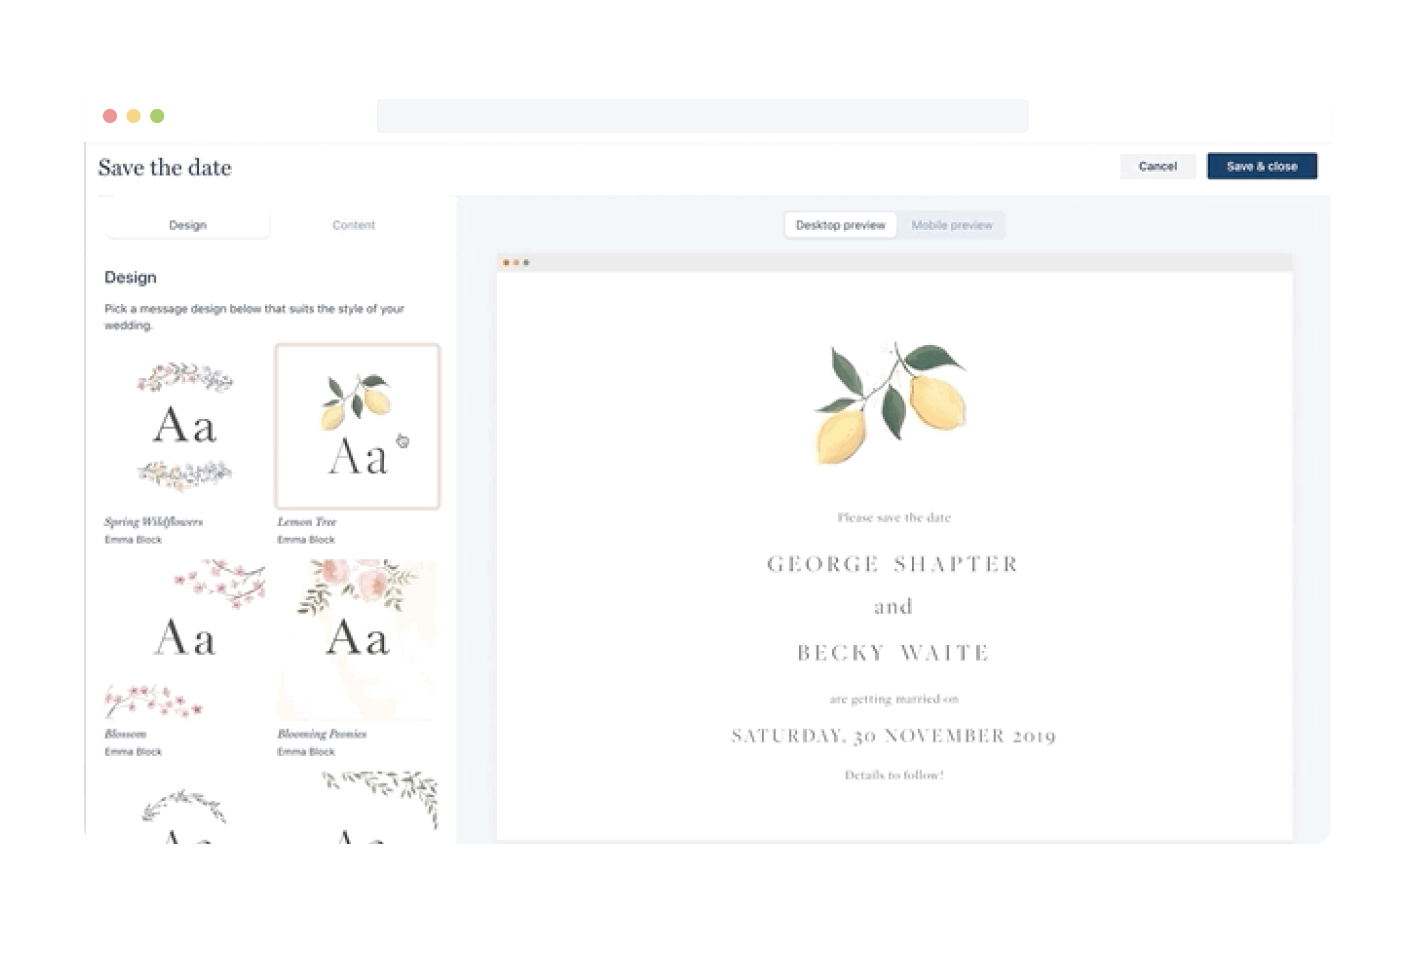 Save the date
Cancel
Save & close
Design
Content
Desktop preview
Mobile preview
Design
Pick a message design below that suits the style of your
wedding.
Aa
Aa
Spring Wildflowers
Lemon Tree
Emma Block
Emma Block
Aa
Aa
Blossom
Blooming Peonies
Emma Block
Emma Block
Aa
Aa
Please save the date
GEORGE SHAPTER
and
BECKY WAITE
are getting married on
SATURDAY, 30 NOVEMBER 2019
Details to follow!